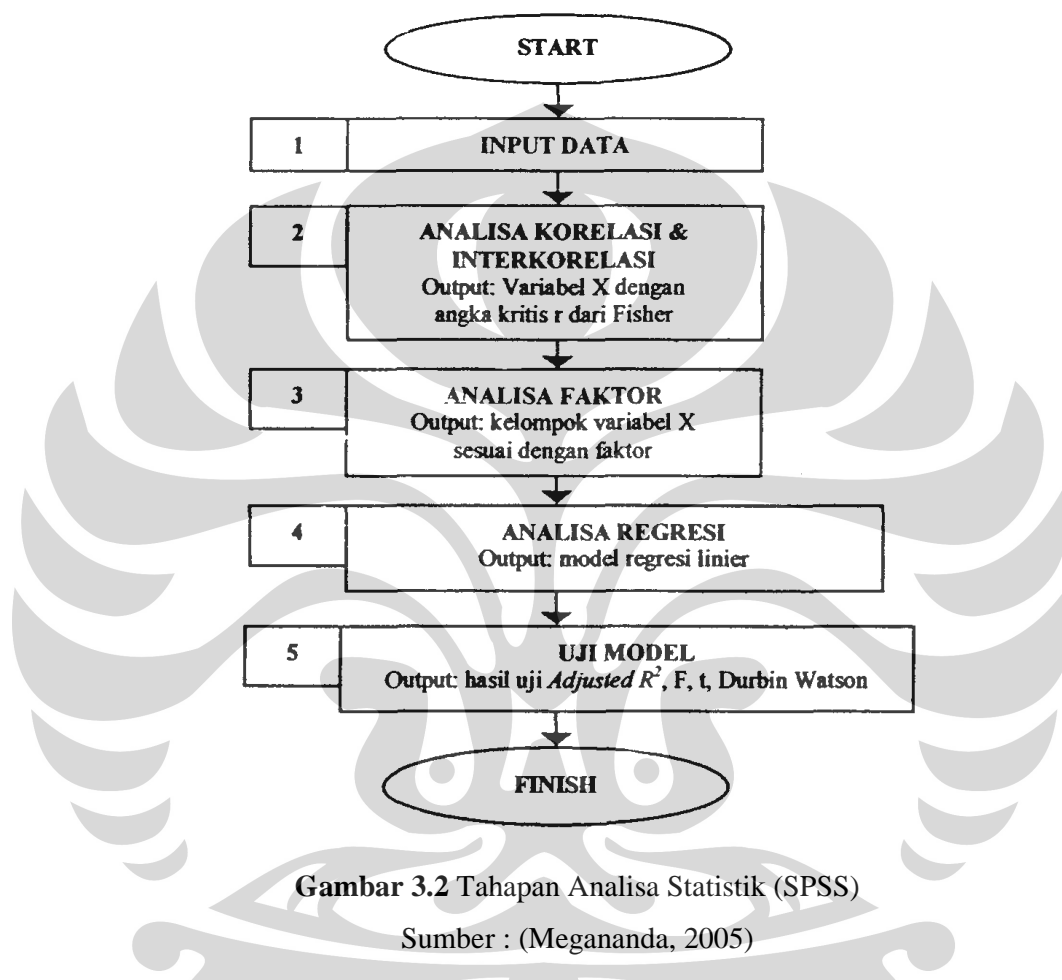 START
1 INPUT DATA
2 ANALISA KORELASI &
INTERKORELASI
Output: Variabel X dengan
angka kritis r dari Fisher
3 ANALISA FAKTOR
Output: kelompok variabel X
sesuai dengan faktor
4 ANALISA REGRESI
Output: model regresi linier
5 UJI MODEL
Output: hasil uji Adjusted R², F, t, Durbin Watson
FINISH
Gambar 3.2 Tahapan Analisa Statistik (SPSS)
Sumber : (Megananda, 2005)